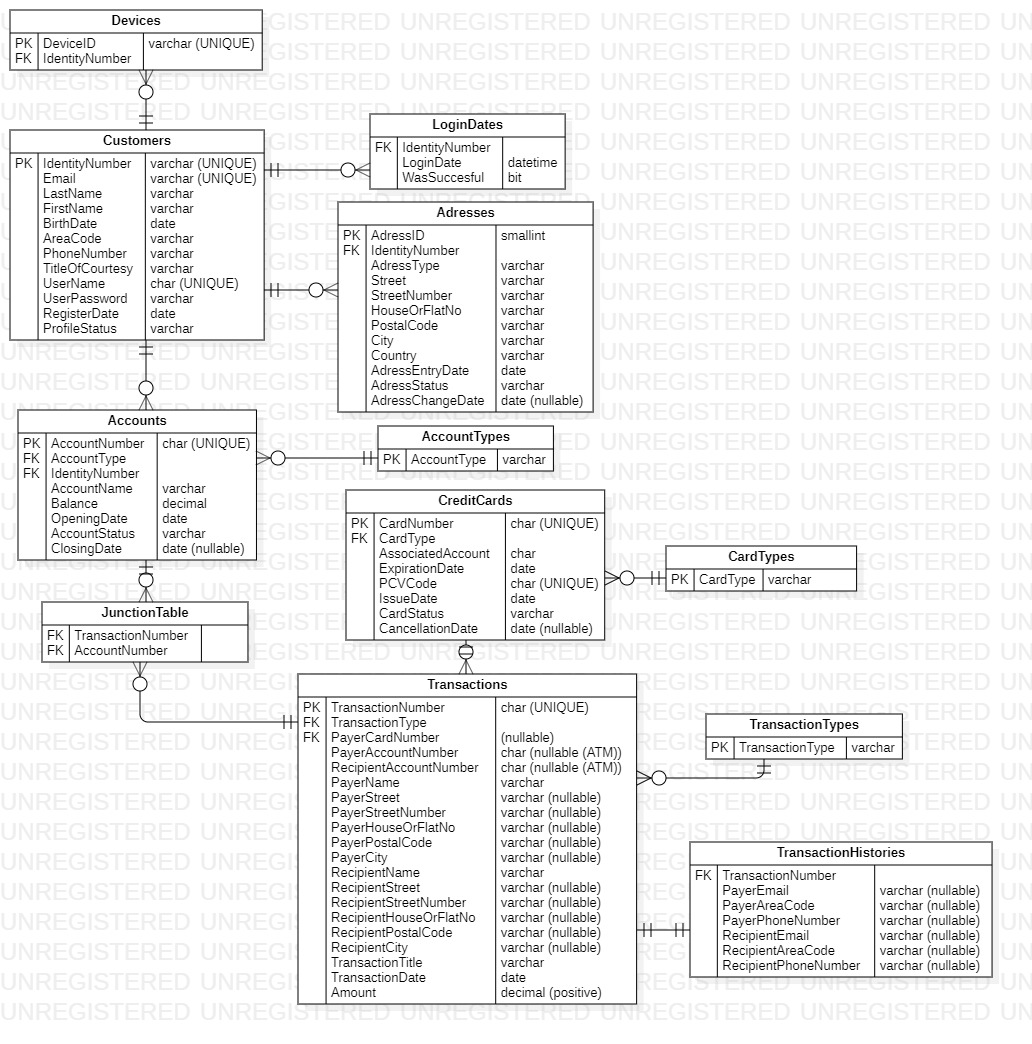 Devices
PK DeviceID varchar (UNIQUE)
FK IdentityNumber
Customers
PK IdentityNumber varchar (UNIQUE)
Email varchar (UNIQUE)
LastName varchar
FirstName varchar
BirthDate date
AreaCode varchar
PhoneNumber varchar
TitleOfCourtesy varchar
UserName char (UNIQUE)
UserPassword varchar
RegisterDate date
ProfileStatus varchar
LoginDates
FK IdentityNumber
LoginDate datetime
WasSuccesful bit
Adresses
PK AdressID smallint
FK IdentityNumber
AdressType varchar
Street varchar
StreetNumber varchar
HouseOrFlatNo varchar
PostalCode varchar
City varchar
Country varchar
AdressEntryDate date
AdressStatus varchar
AdressChangeDate date (nullable)
Accounts
PK AccountNumber char (UNIQUE)
FK AccountType
FK IdentityNumber
AccountName varchar
Balance decimal
OpeningDate date
AccountStatus varchar
ClosingDate date (nullable)
AccountTypes
PK AccountType varchar
CreditCards
PK CardNumber char (UNIQUE)
FK CardType
AssociatedAccount char
ExpirationDate date
PCVCode char (UNIQUE)
IssueDate date
CardStatus varchar
CancellationDate date (nullable)
CardTypes
PK CardType varchar
JunctionTable
FK TransactionNumber
FK AccountNumber
Transactions
PK TransactionNumber char (UNIQUE)
FK TransactionType
FK PayerCardNumber (nullable)
PayerAccountNumber char (nullable (ATM))
RecipientAccountNumber char (nullable (ATM))
PayerName varchar
PayerStreet varchar (nullable)
PayerStreetNumber varchar (nullable)
PayerHouseOrFlatNo varchar (nullable)
PayerPostalCode varchar (nullable)
PayerCity varchar (nullable)
RecipientName varchar
RecipientStreet varchar (nullable)
RecipientStreetNumber varchar (nullable)
RecipientHouseOrFlatNo varchar (nullable)
RecipientPostalCode varchar (nullable)
RecipientCity varchar (nullable)
TransactionTitle varchar
TransactionDate date
Amount decimal (positive)
TransactionTypes
PK TransactionType varchar
TransactionHistories
FK TransactionNumber
PayerEmail varchar (nullable)
PayerAreaCode varchar (nullable)
PayerPhoneNumber varchar (nullable)
RecipientEmail varchar (nullable)
RecipientAreaCode varchar (nullable)
RecipientPhoneNumber varchar (nullable)
UNREGISTERED